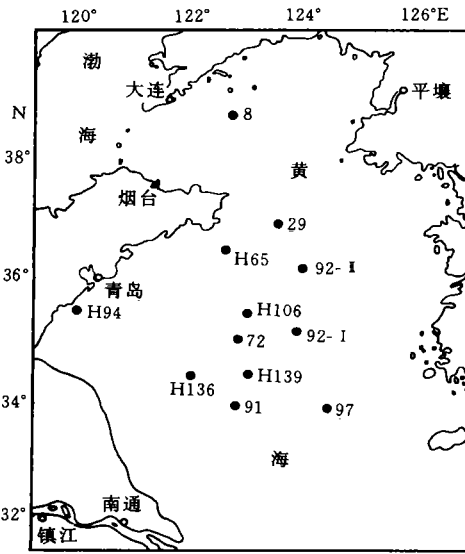 120° 122° 124° 126°E
渤
大连
平壤
N
8
海
38°
黄
烟台
29
H65
92-Ⅱ
36°
青岛
H94
H106
72
92-Ⅰ
H136
H139
34°
91
97
海
南通
32°
镇江